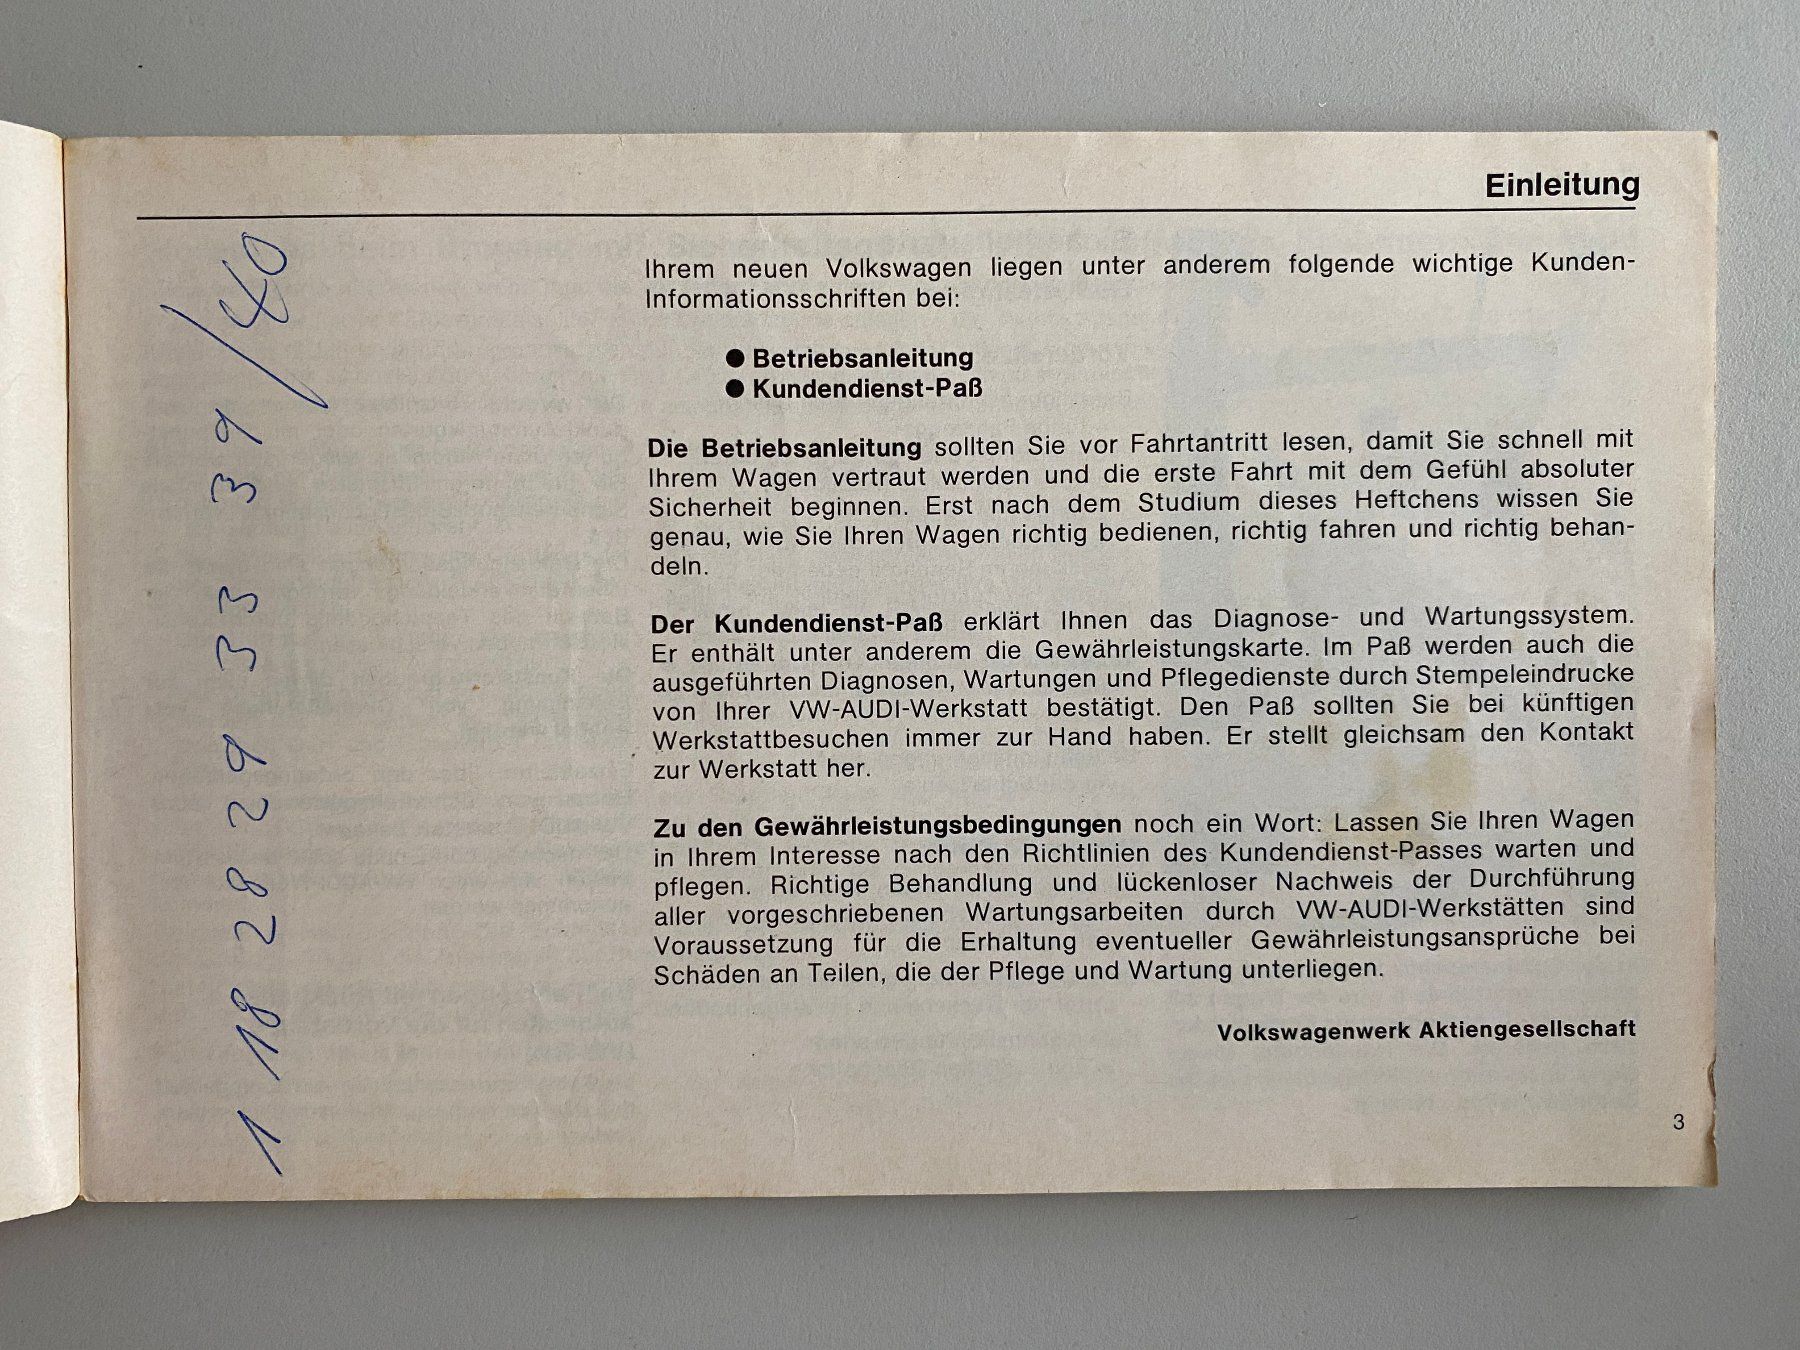 Einleitung
1 18 28 29 33 39 / 40
Ihrem neuen Volkswagen liegen unter anderem folgende wichtige Kunden-
Informationsschriften bei:
● Betriebsanleitung
● Kundendienst-Paß
Die Betriebsanleitung sollten Sie vor Fahrtantritt lesen, damit Sie schnell mit
Ihrem Wagen vertraut werden und die erste Fahrt mit dem Gefühl absoluter
Sicherheit beginnen. Erst nach dem Studium dieses Heftchens wissen Sie
genau, wie Sie Ihren Wagen richtig bedienen, richtig fahren und richtig behan-
deln.
Der Kundendienst-Paß erklärt Ihnen das Diagnose- und Wartungssystem.
Er enthält unter anderem die Gewährleistungskarte. Im Paß werden auch die
ausgeführten Diagnosen, Wartungen und Pflegedienste durch Stempeleindrucke
von Ihrer VW-AUDI-Werkstatt bestätigt. Den Paß sollten Sie bei künftigen
Werkstattbesuchen immer zur Hand haben. Er stellt gleichsam den Kontakt
zur Werkstatt her.
Zu den Gewährleistungsbedingungen noch ein Wort: Lassen Sie Ihren Wagen
in Ihrem Interesse nach den Richtlinien des Kundendienst-Passes warten und
pflegen. Richtige Behandlung und lückenloser Nachweis der Durchführung
aller vorgeschriebenen Wartungsarbeiten durch VW-AUDI-Werkstätten sind
Voraussetzung für die Erhaltung eventueller Gewährleistungsansprüche bei
Schäden an Teilen, die der Pflege und Wartung unterliegen.
Volkswagenwerk Aktiengesellschaft
3